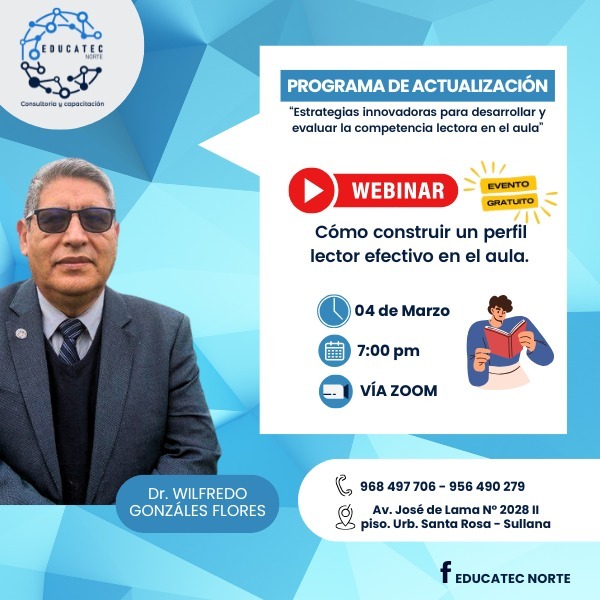 EDUCATEC
NORTE
Consultoría y capacitación
PROGRAMA DE ACTUALIZACIÓN
“Estrategias innovadoras para desarrollar y
evaluar la competencia lectora en el aula”
WEBINAR
EVENTO
GRATUITO
Cómo construir un perfil
lector efectivo en el aula.
04 de Marzo
7:00 pm
VÍA ZOOM
Dr. WILFREDO
GONZÁLES FLORES
968 497 706 - 956 490 279
Av. José de Lama N° 2028 II
piso. Urb. Santa Rosa - Sullana
f EDUCATEC NORTE